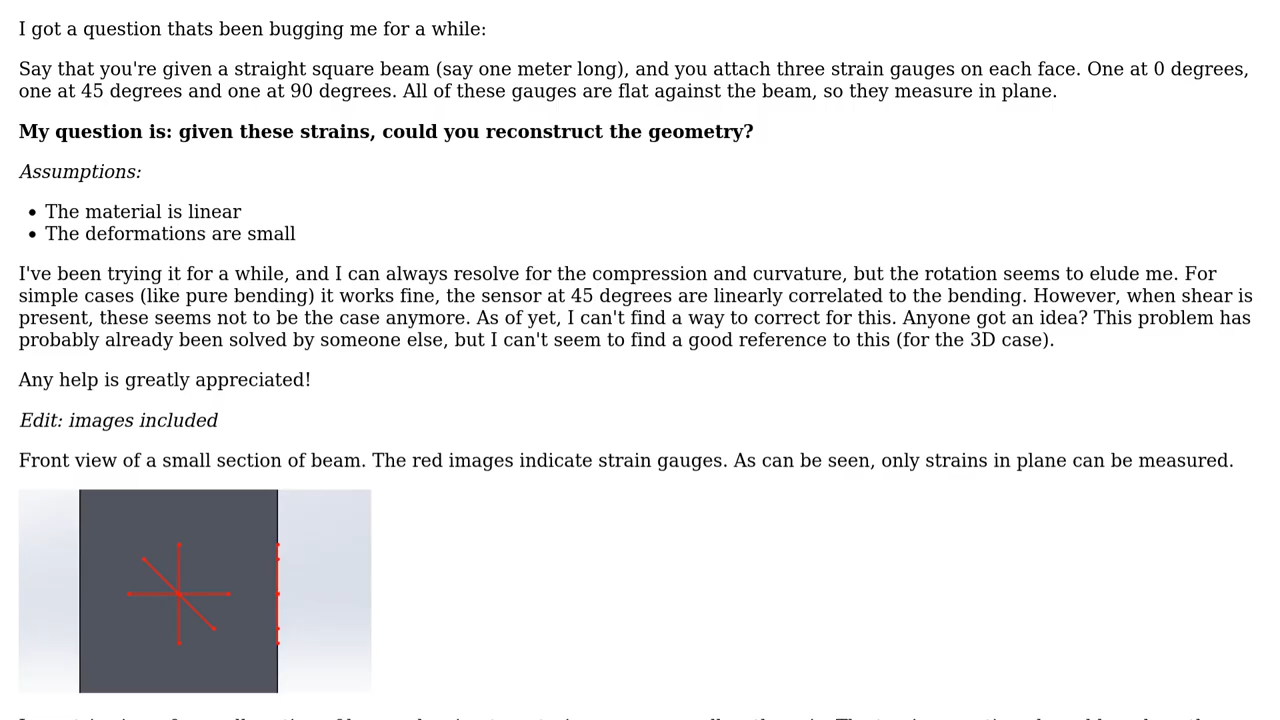 I got a question thats been bugging me for a while:
Say that you're given a straight square beam (say one meter long), and you attach three strain gauges on each face. One at 0 degrees,
one at 45 degrees and one at 90 degrees. All of these gauges are flat against the beam, so they measure in plane.
My question is: given these strains, could you reconstruct the geometry?
Assumptions:
• The material is linear
• The deformations are small
I've been trying it for a while, and I can always resolve for the compression and curvature, but the rotation seems to elude me. For
simple cases (like pure bending) it works fine, the sensor at 45 degrees are linearly correlated to the bending. However, when shear is
present, these seems not to be the case anymore. As of yet, I can't find a way to correct for this. Anyone got an idea? This problem has
probably already been solved by someone else, but I can't seem to find a good reference to this (for the 3D case).
Any help is greatly appreciated!
Edit: images included
Front view of a small section of beam. The red images indicate strain gauges. As can be seen, only strains in plane can be measured.